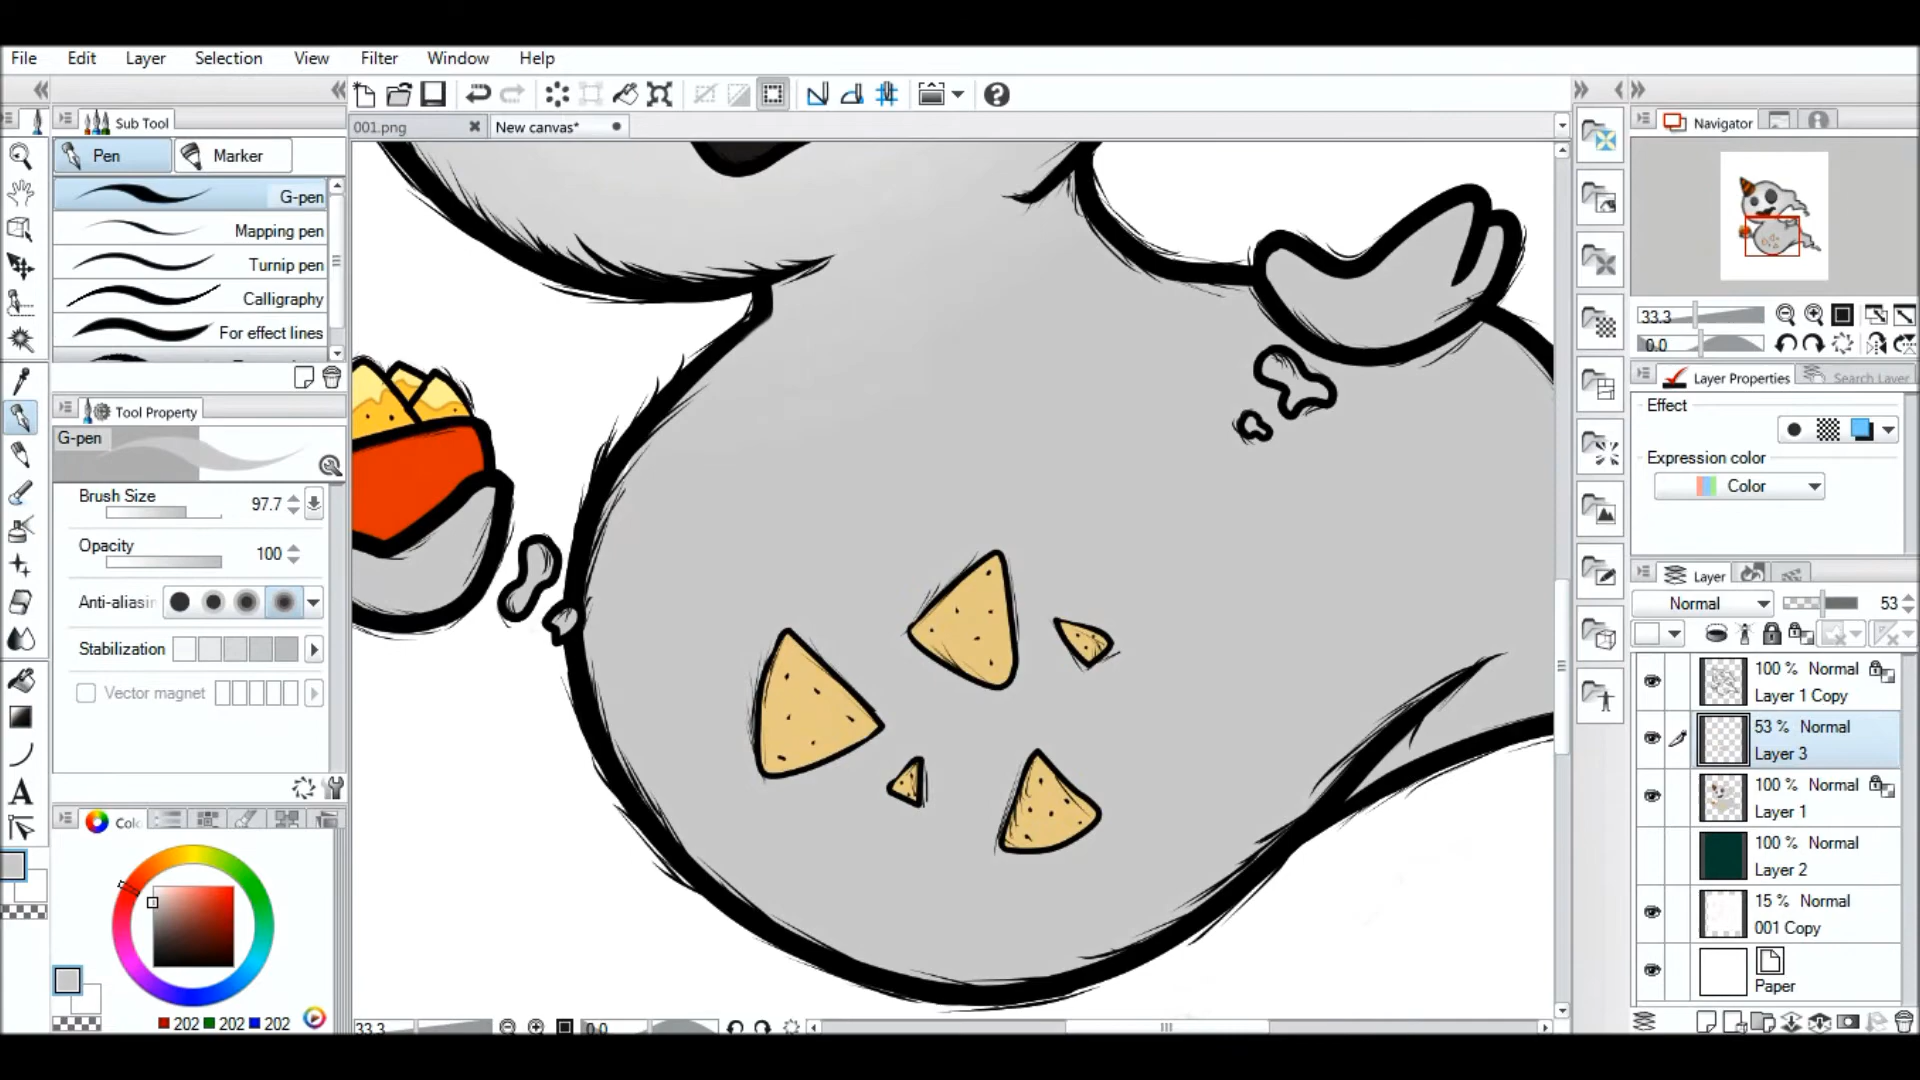 File Edit Layer Selection View Filter Window Help
Sub Tool
001.png
New canvas*
Navigator
Pen
Marker
G-pen
Mapping pen
Turnip pen
Calligraphy
For effect lines
33.3
0.0
Layer Properties
Search Layer
Tool Property
Effect
G-pen
Expression color
Color
Brush Size 97.7
Opacity 100
Layer
Anti-aliasin
Normal 53
Stabilization
Vector magnet
100 % Normal
Layer 1 Copy
53 % Normal
Layer 3
100 % Normal
Layer 1
Colo
100 % Normal
Layer 2
15 % Normal
001 Copy
Paper
202 202 202
33.3 0.0